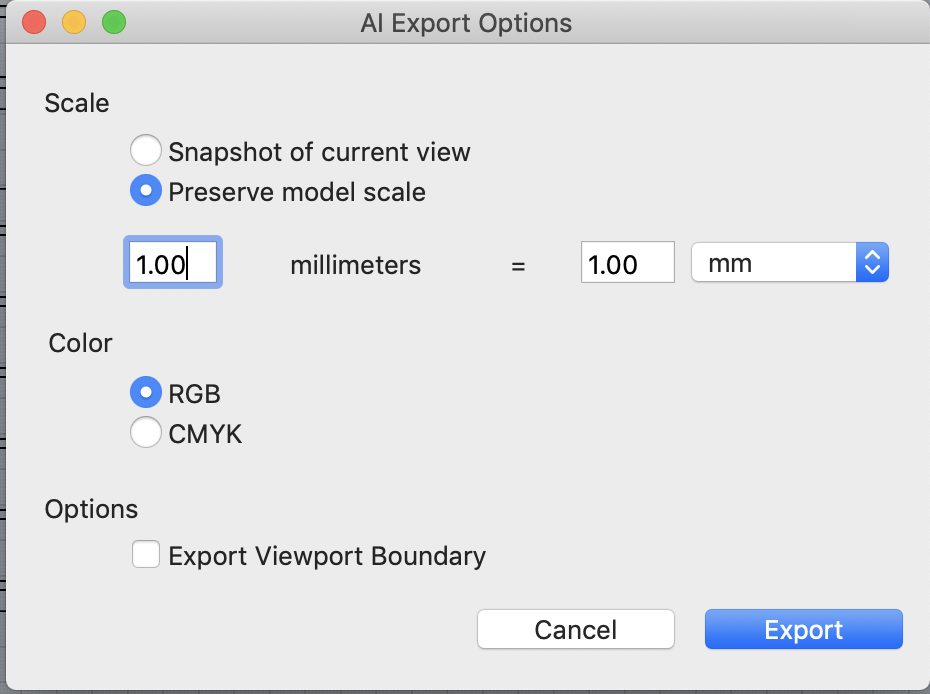 AI Export Options
Scale
Snapshot of current view
Preserve model scale
1.00 millimeters = 1.00 mm
Color
RGB
CMYK
Options
Export Viewport Boundary
Cancel Export